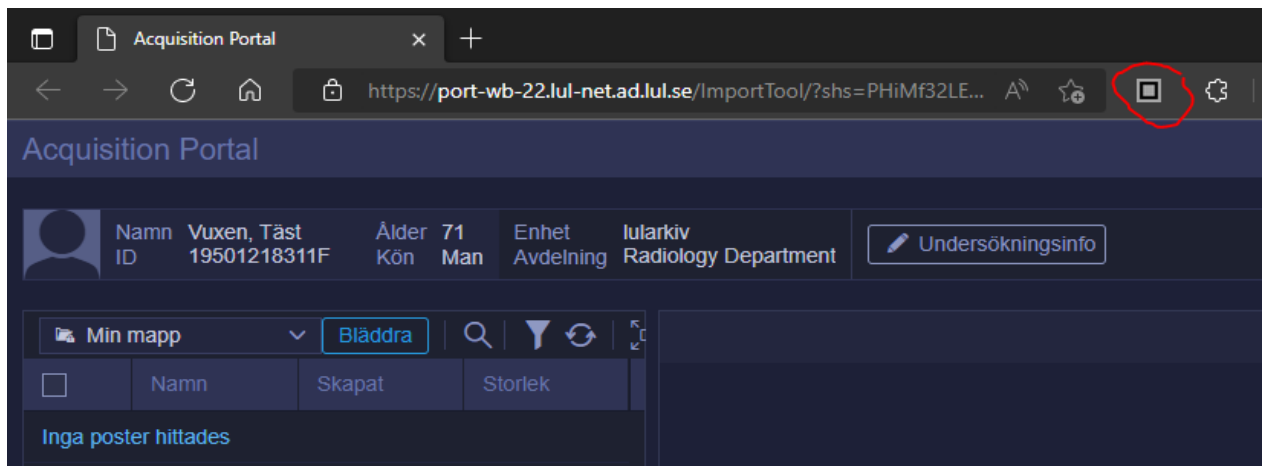 Acquisition Portal
https://port-wb-22.lul-net.ad.lul.se/ImportTool/?shs=PHiMf32LE...
Acquisition Portal
Namn Vuxen, Täst Ålder 71 Enhet lularkiv
ID 19501218311F Kön Man Avdelning Radiology Department
Undersökningsinfo
Min mapp Bläddra
Namn Skapat Storlek
Inga poster hittades